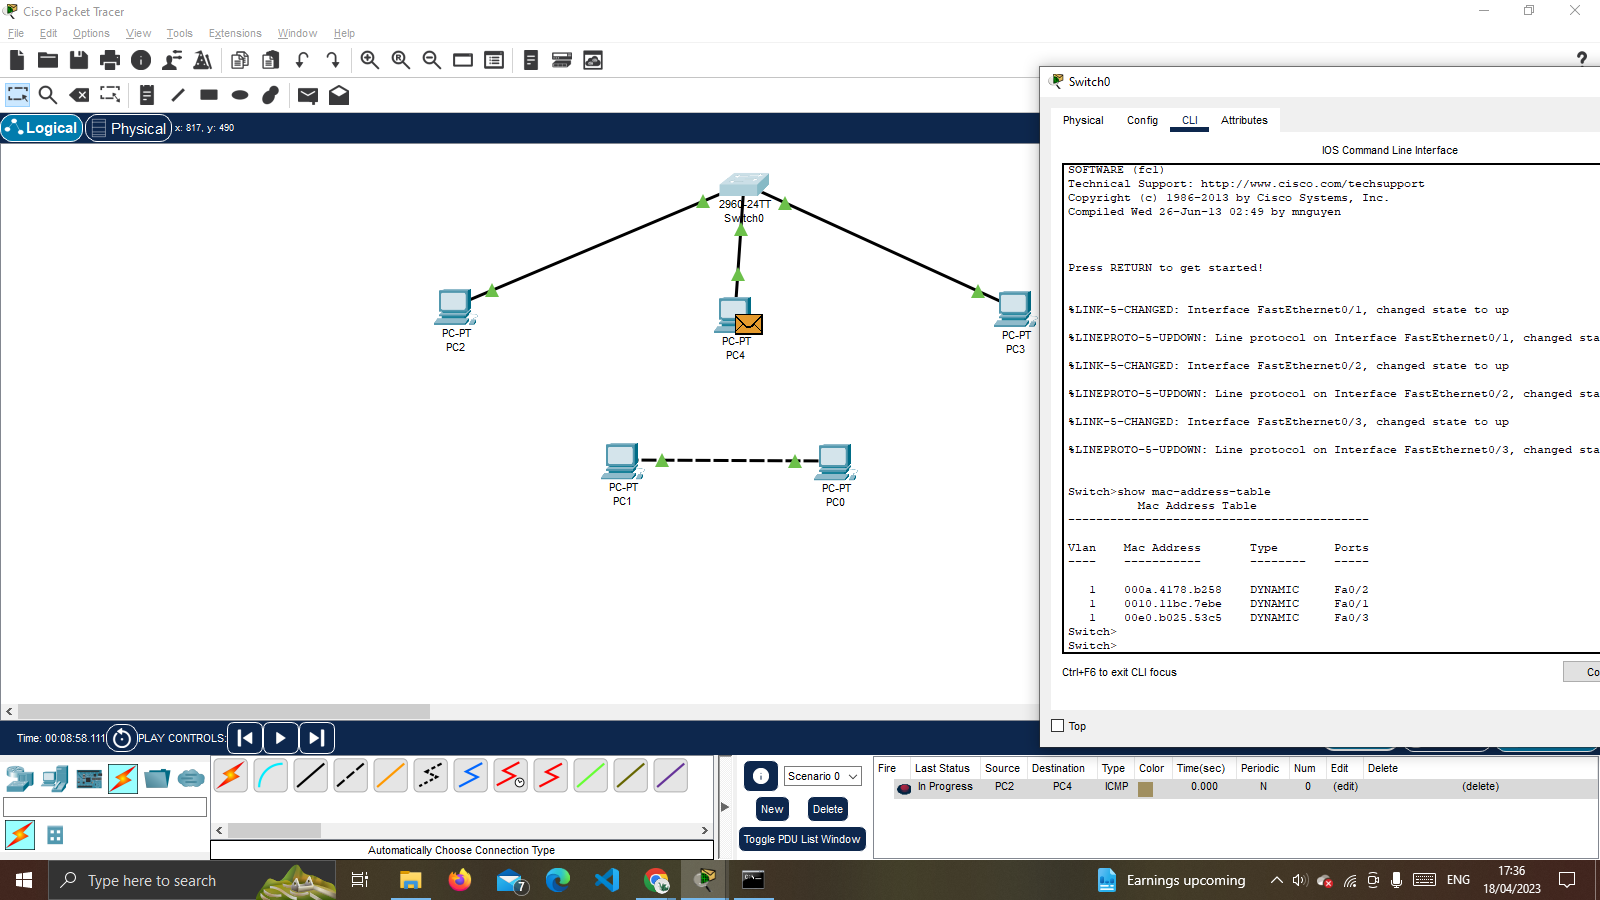 Cisco Packet Tracer
File Edit Options View Tools Extensions Window Help
?
Logical Physical x: 817, y: 490
2960-24TT
Switch0
PC-PT
PC2
PC-PT
PC4
PC-PT
PC3
PC-PT
PC1
PC-PT
PC0
Switch0
Physical Config CLI Attributes
IOS Command Line Interface
SOFTWARE (fc1)
Technical Support: http://www.cisco.com/techsupport
Copyright (c) 1986-2013 by Cisco Systems, Inc.
Compiled Wed 26-Jun-13 02:49 by mnguyen
Press RETURN to get started!
%LINK-5-CHANGED: Interface FastEthernet0/1, changed state to up
%LINEPROTO-5-UPDOWN: Line protocol on Interface FastEthernet0/1, changed sta
%LINK-5-CHANGED: Interface FastEthernet0/2, changed state to up
%LINEPROTO-5-UPDOWN: Line protocol on Interface FastEthernet0/2, changed sta
%LINK-5-CHANGED: Interface FastEthernet0/3, changed state to up
%LINEPROTO-5-UPDOWN: Line protocol on Interface FastEthernet0/3, changed sta
Switch>show mac-address-table
Mac Address Table
-------------------------------------------
Vlan Mac Address Type Ports
---- ----------- -------- -----
1 000a.4178.b258 DYNAMIC Fa0/2
1 0010.11bc.7ebe DYNAMIC Fa0/1
1 00e0.b025.53c5 DYNAMIC Fa0/3
Switch>
Switch>
Ctrl+F6 to exit CLI focus
Co
Top
Time: 00:08:58.111 PLAY CONTROLS:
Automatically Choose Connection Type
Scenario 0
New Delete
Toggle PDU List Window
Fire Last Status Source Destination Type Color Time(sec) Periodic Num Edit Delete
In Progress PC2 PC4 ICMP 0.000 N 0 (edit) (delete)
Type here to search
7
Earnings upcoming
ENG
17:36
18/04/2023